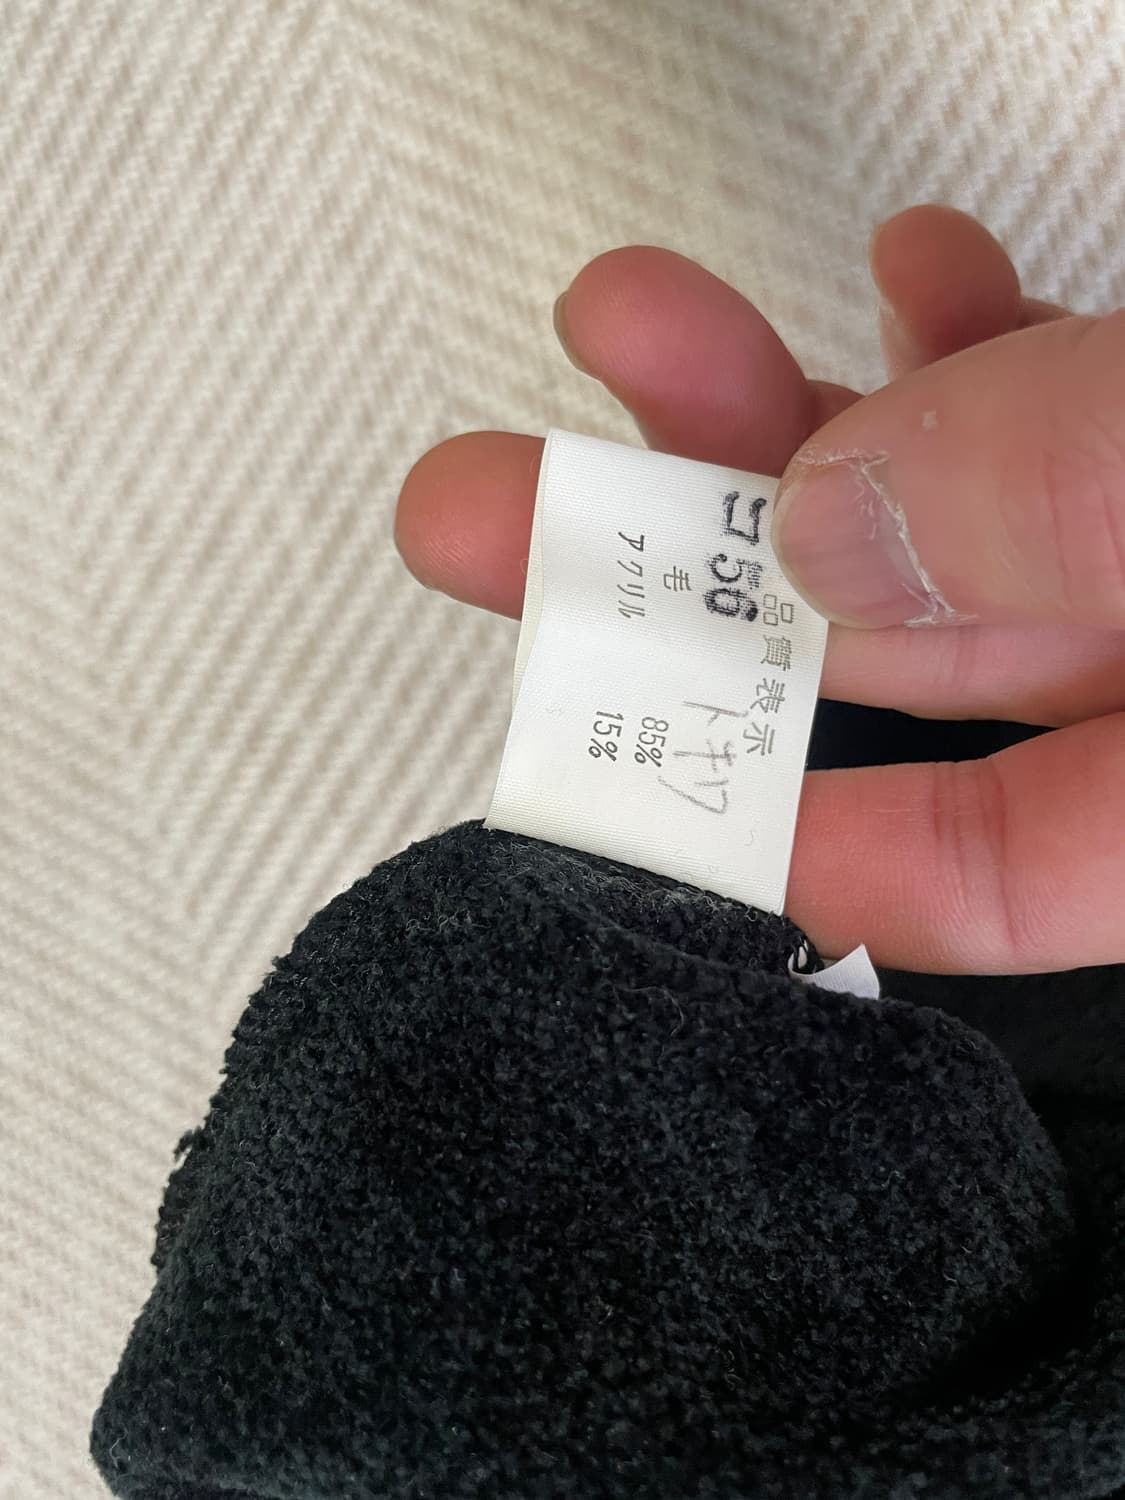 コ56
品質表示
トキワ
毛 85%
アクリル 15%